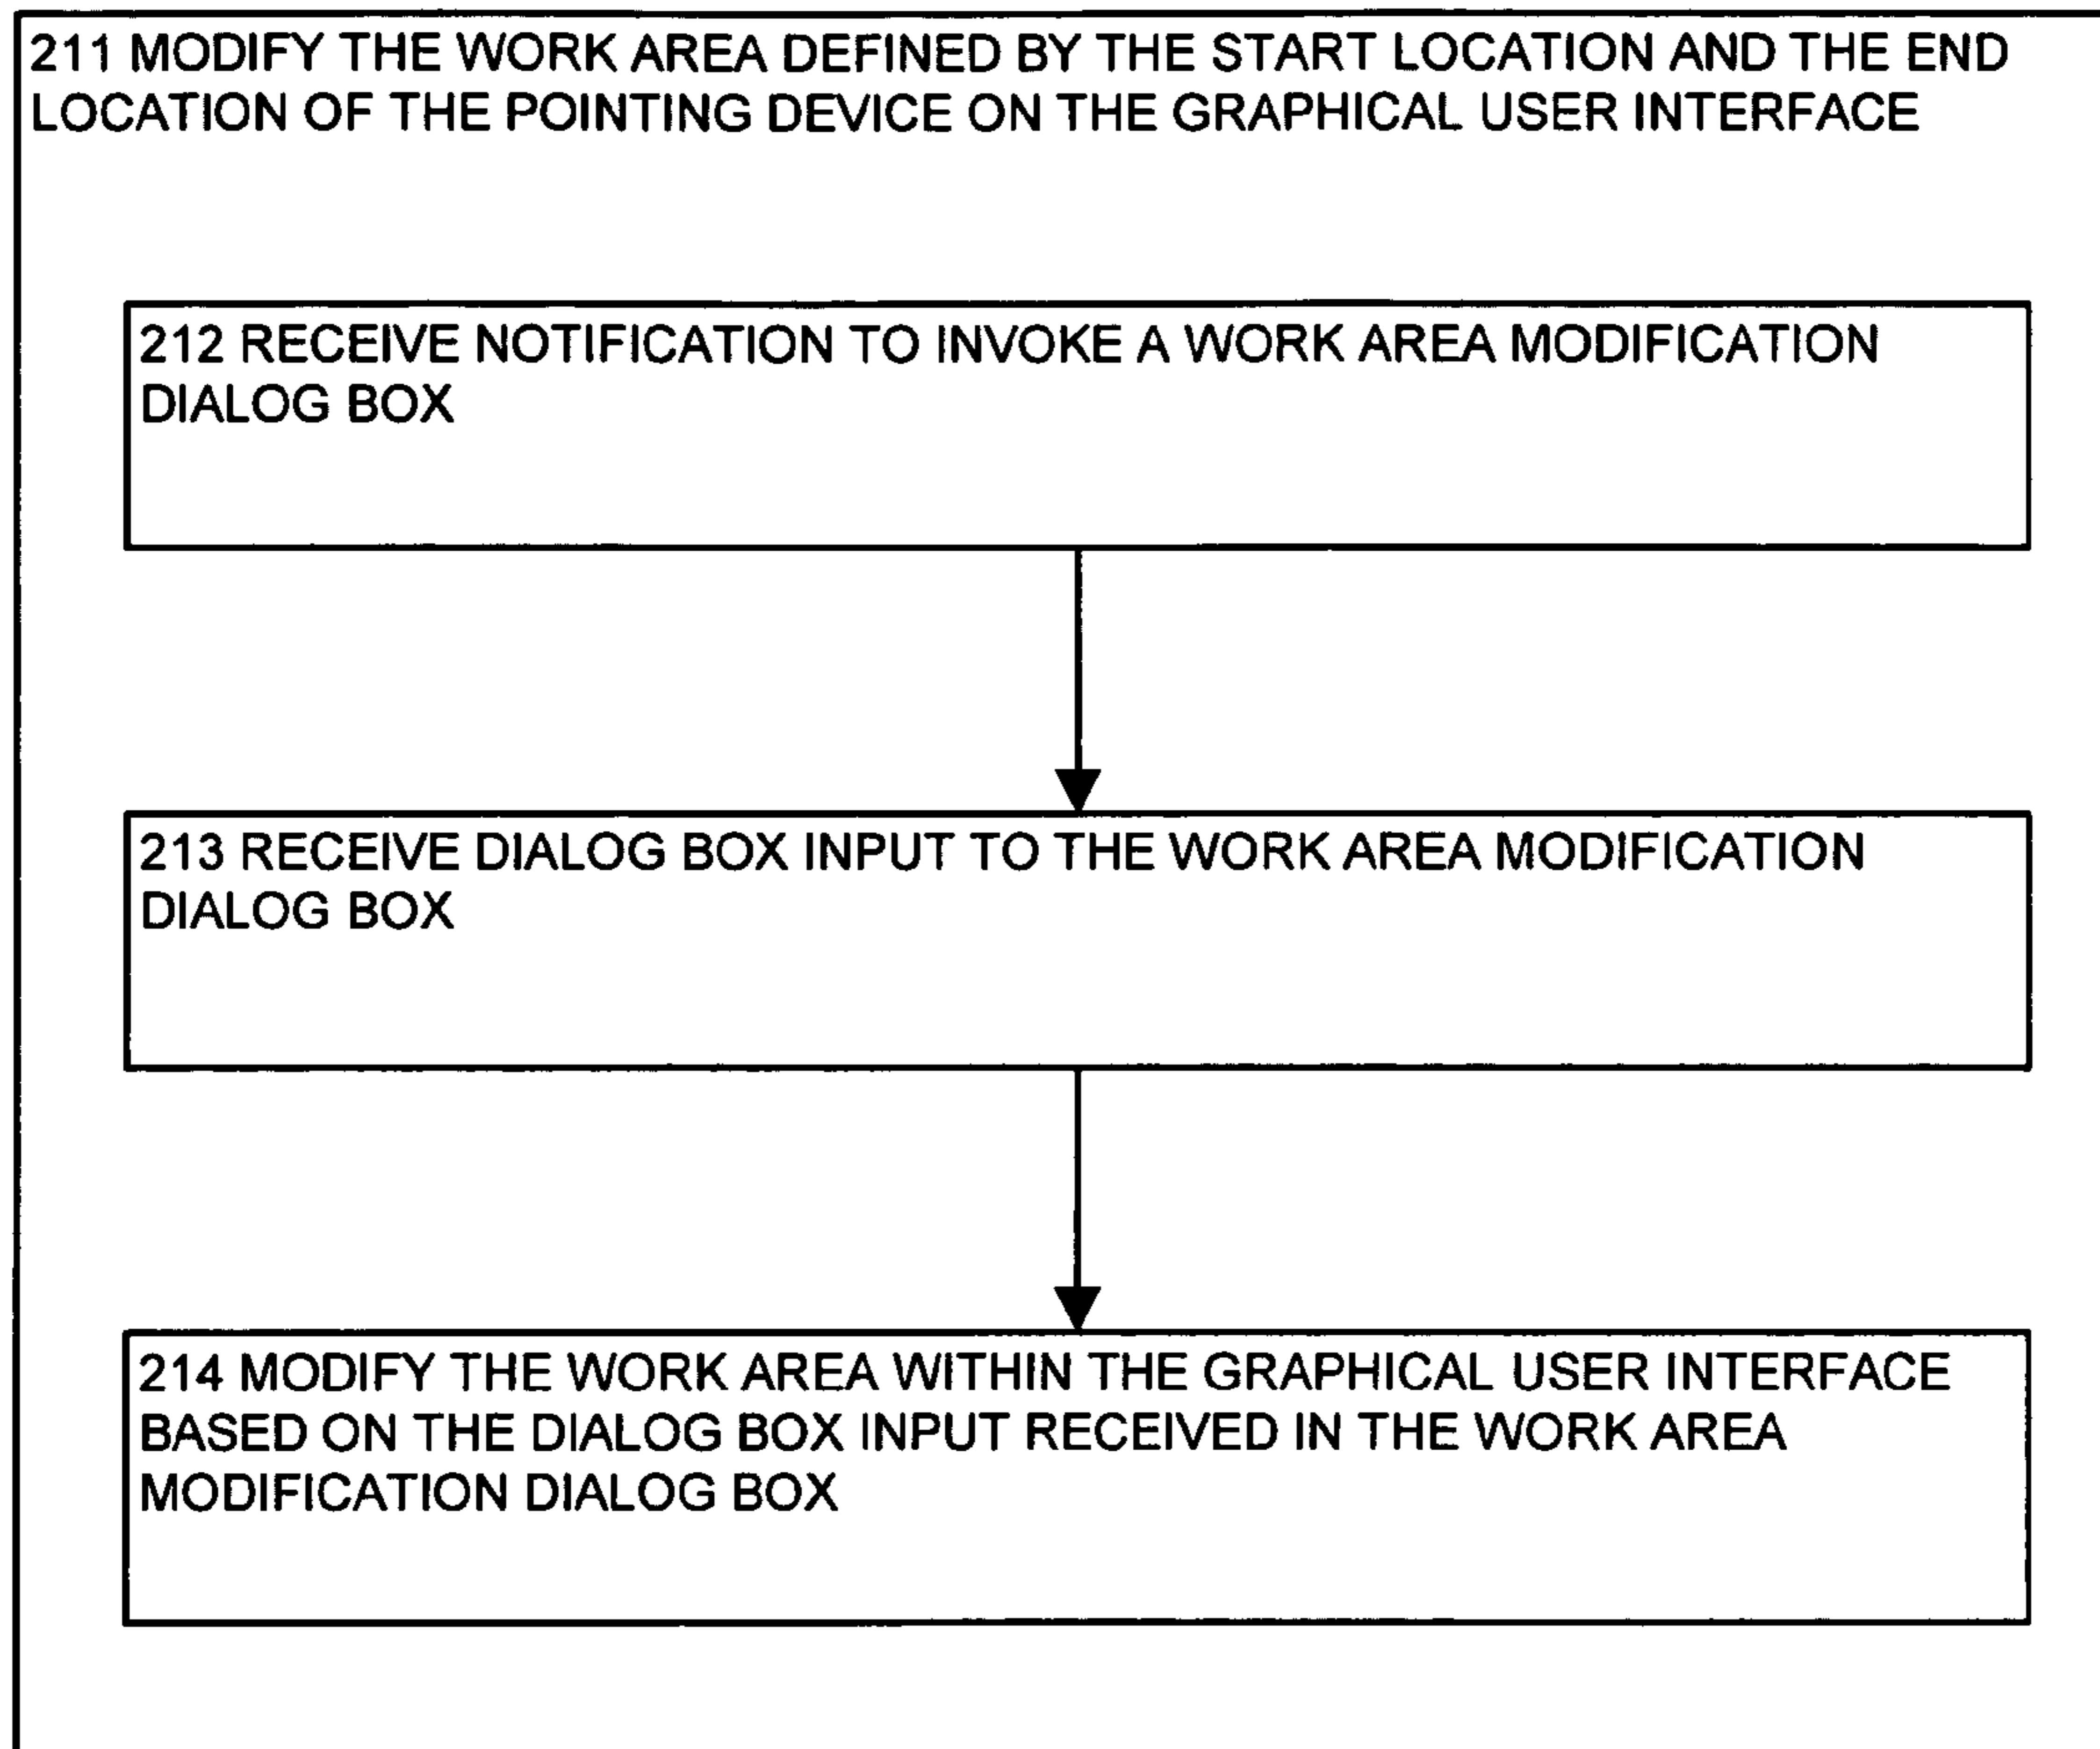 211 MODIFY THE WORK AREA DEFINED BY THE START LOCATION AND THE END
LOCATION OF THE POINTING DEVICE ON THE GRAPHICAL USER INTERFACE
212 RECEIVE NOTIFICATION TO INVOKE A WORK AREA MODIFICATION
DIALOG BOX
213 RECEIVE DIALOG BOX INPUT TO THE WORK AREA MODIFICATION
DIALOG BOX
214 MODIFY THE WORK AREA WITHIN THE GRAPHICAL USER INTERFACE
BASED ON THE DIALOG BOX INPUT RECEIVED IN THE WORK AREA
MODIFICATION DIALOG BOX